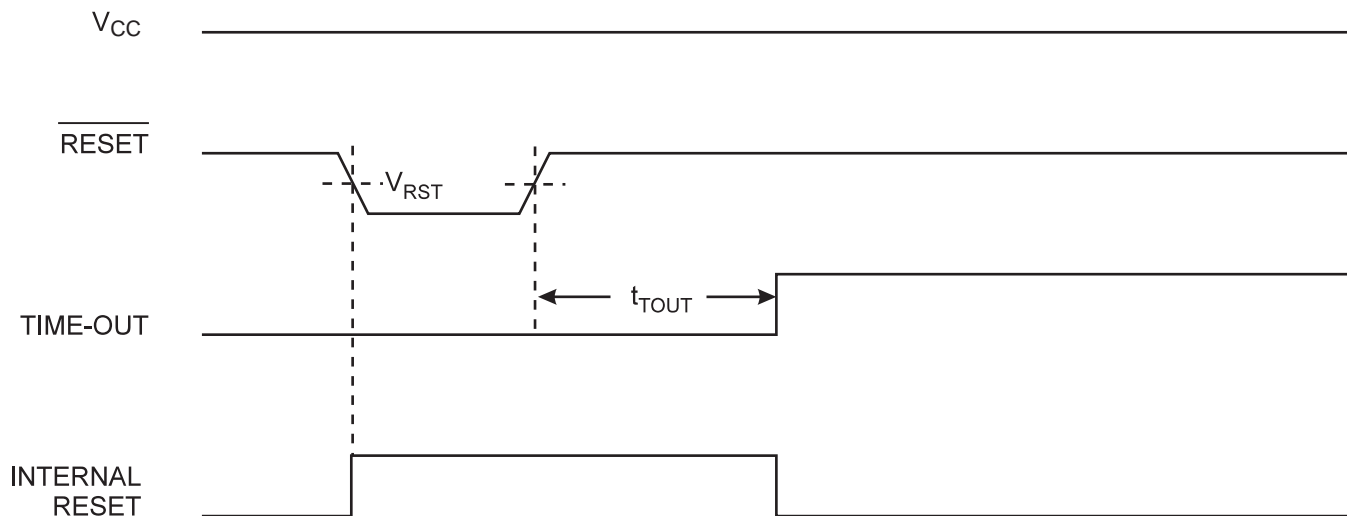 VCC
RESET
VRST
tTOUT
TIME-OUT
INTERNAL
RESET